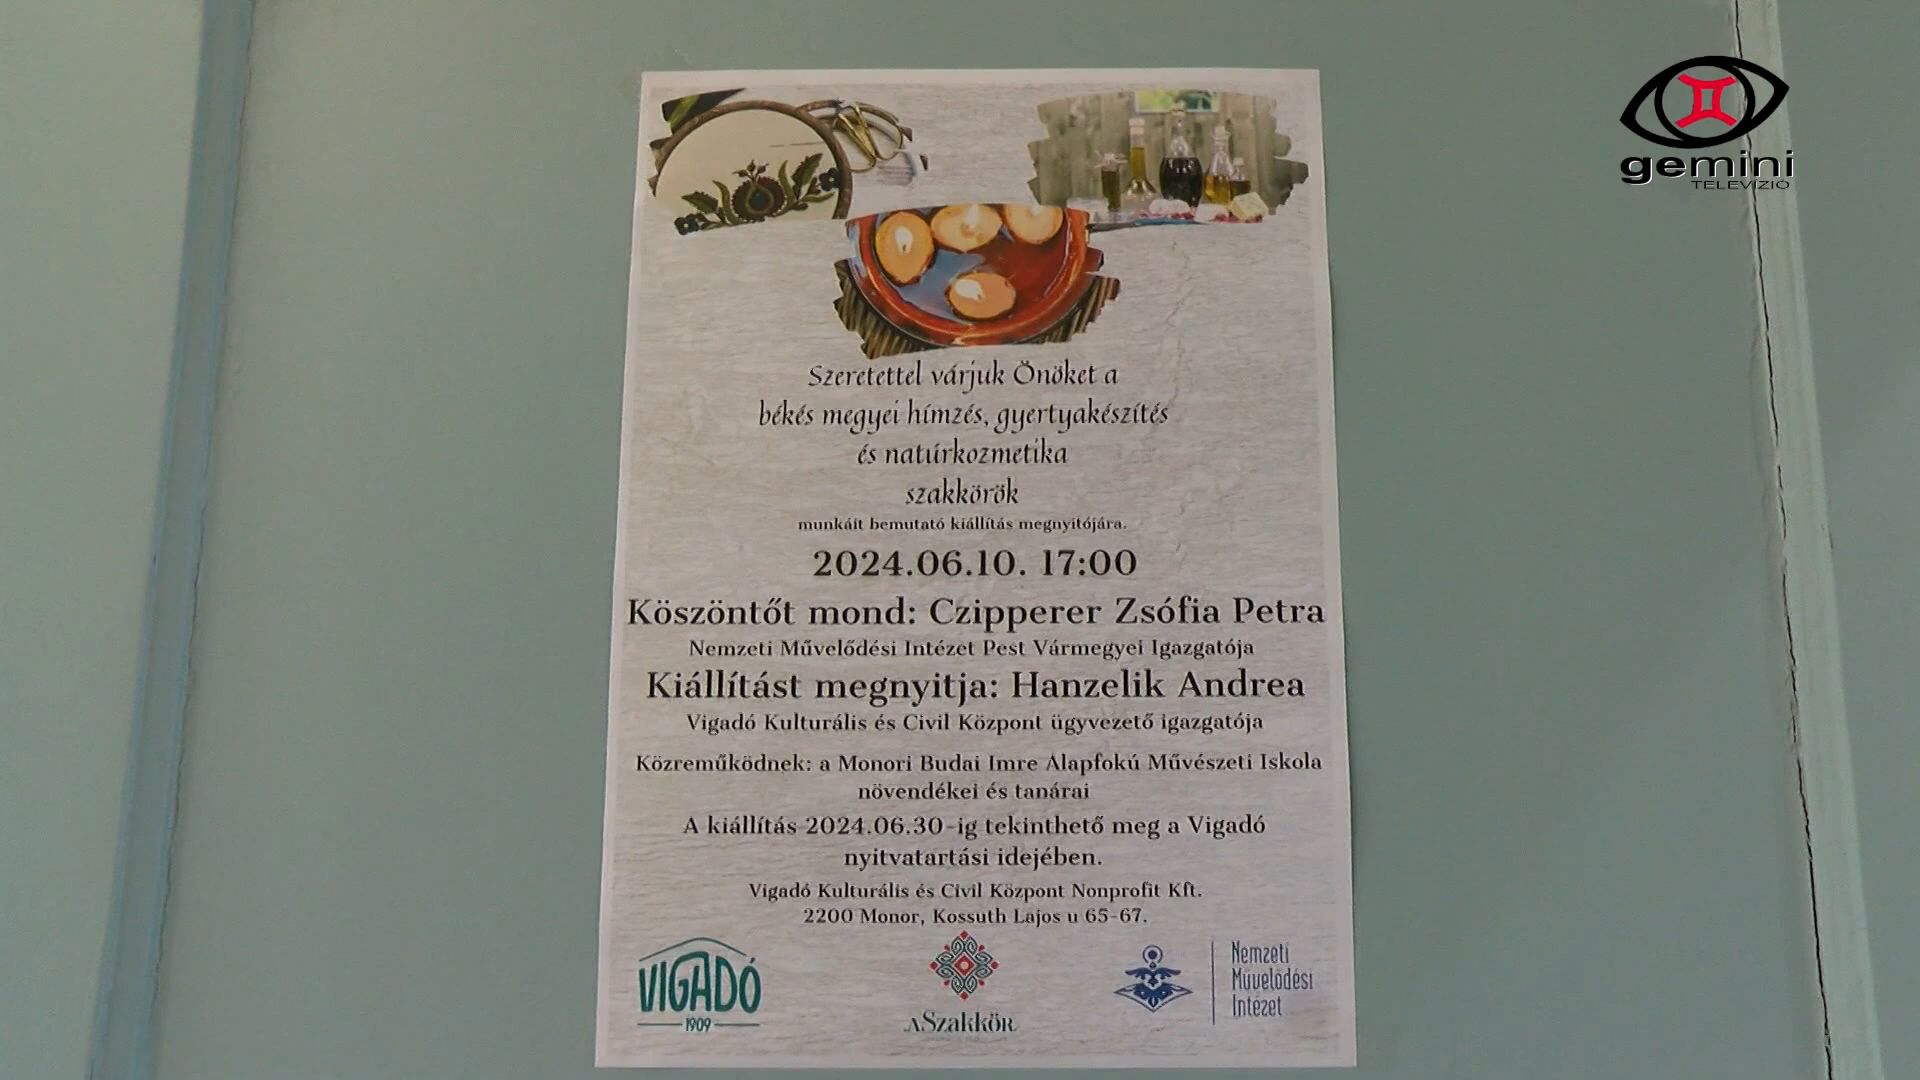 gemini
TELEVÍZIÓ
Szeretettel várjuk Önöket a
békés megyei hímzés, gyertyakészítés
és natúrkozmetika
szakkörök
munkáit bemutató kiállítás megnyitójára.
2024.06.10. 17:00
Köszöntőt mond: Czipperer Zsófia Petra
Nemzeti Művelődési Intézet Pest Vármegyei Igazgatója
Kiállítást megnyitja: Hanzelik Andrea
Vigadó Kulturális és Civil Központ ügyvezető igazgatója
Közreműködnek: a Monori Budai Imre Alapfokú Művészeti Iskola
növendékei és tanárai
A kiállítás 2024.06.30-ig tekinthető meg a Vigadó
nyitvatartási idejében.
Vigadó Kulturális és Civil Központ Nonprofit Kft.
2200 Monor, Kossuth Lajos u 65-67.
VIGADÓ
1909
ASzakkör
Nemzeti
Művelődési
Intézet